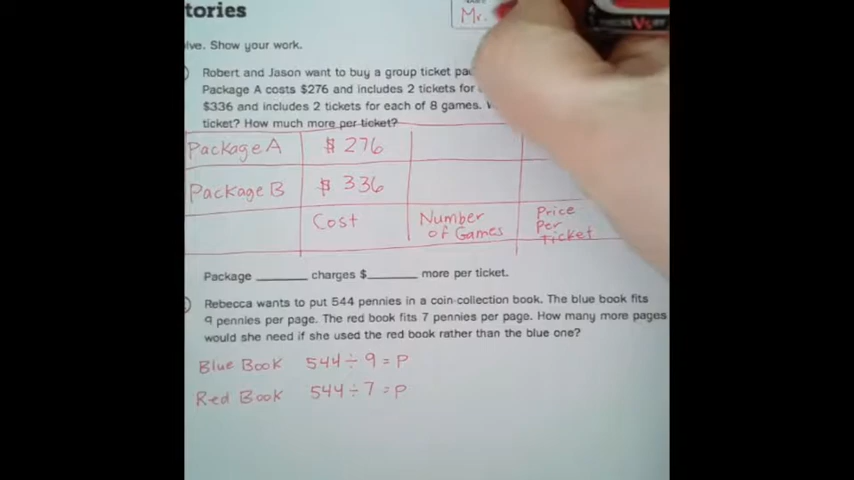 tories
Mr.
lve. Show your work.
Robert and Jason want to buy a group ticket
Package A costs $276 and includes 2 tickets for
$336 and includes 2 tickets for each of 8 games.
ticket? How much more per ticket?
Package A $276
Package B $336
Cost Number of Games Price Per Ticket
Package ______ charges $______ more per ticket.
Rebecca wants to put 544 pennies in a coin collection book. The blue book fits
9 pennies per page. The red book fits 7 pennies per page. How many more pages
would she need if she used the red book rather than the blue one?
Blue Book 544÷9=P
Red Book 544÷7=P